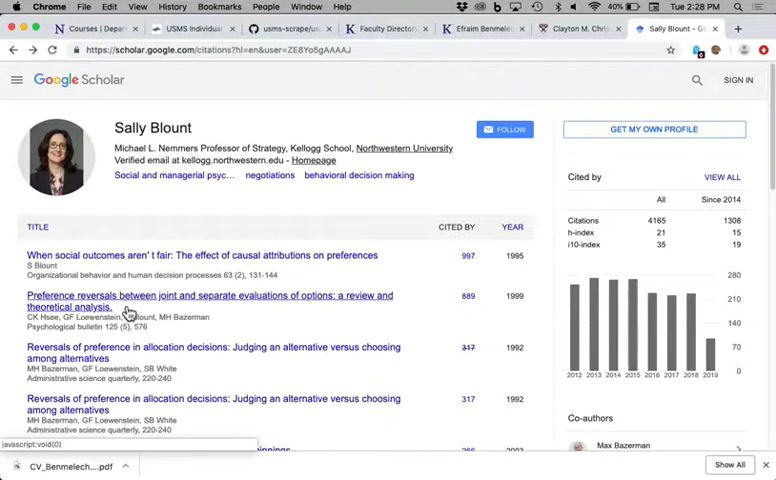 Chrome File Edit View History Bookmarks People Window Help 40% Tue 2:28 PM
Courses | Depar USMS Individual usms-scrape/us Faculty Directory Efraim Benmelec Clayton M. Chris Sally Blount - Go
https://scholar.google.com/citations?hl=en&user=ZE8Yo5gAAAAJ
Google Scholar SIGN IN
Sally Blount
FOLLOW
Michael L. Nemmers Professor of Strategy, Kellogg School, Northwestern University
Verified email at kellogg.northwestern.edu - Homepage
Social and managerial psyc... negotiations behavioral decision making
TITLE CITED BY YEAR
When social outcomes aren' t fair: The effect of causal attributions on preferences 997 1995
S Blount
Organizational behavior and human decision processes 63 (2), 131-144
Preference reversals between joint and separate evaluations of options: a review and 889 1999
theoretical analysis.
CK Hsee, GF Loewenstein, Blount, MH Bazerman
Psychological bulletin 125 (5), 576
Reversals of preference in allocation decisions: Judging an alternative versus choosing 317 1992
among alternatives
MH Bazerman, GF Loewenstein, SB White
Administrative science quarterly, 220-240
Reversals of preference in allocation decisions: Judging an alternative versus choosing 317 1992
among alternatives
MH Bazerman, GF Loewenstein, SB White
Administrative science quarterly, 220-240
GET MY OWN PROFILE
Cited by VIEW ALL
All Since 2014
Citations 4165 1308
h-index 21 15
i10-index 35 19
280
210
140
70
0
2012 2013 2014 2015 2016 2017 2018 2019
Co-authors
Max Bazerman
javascript:void(0)
CV_Benmelech....pdf
Show All